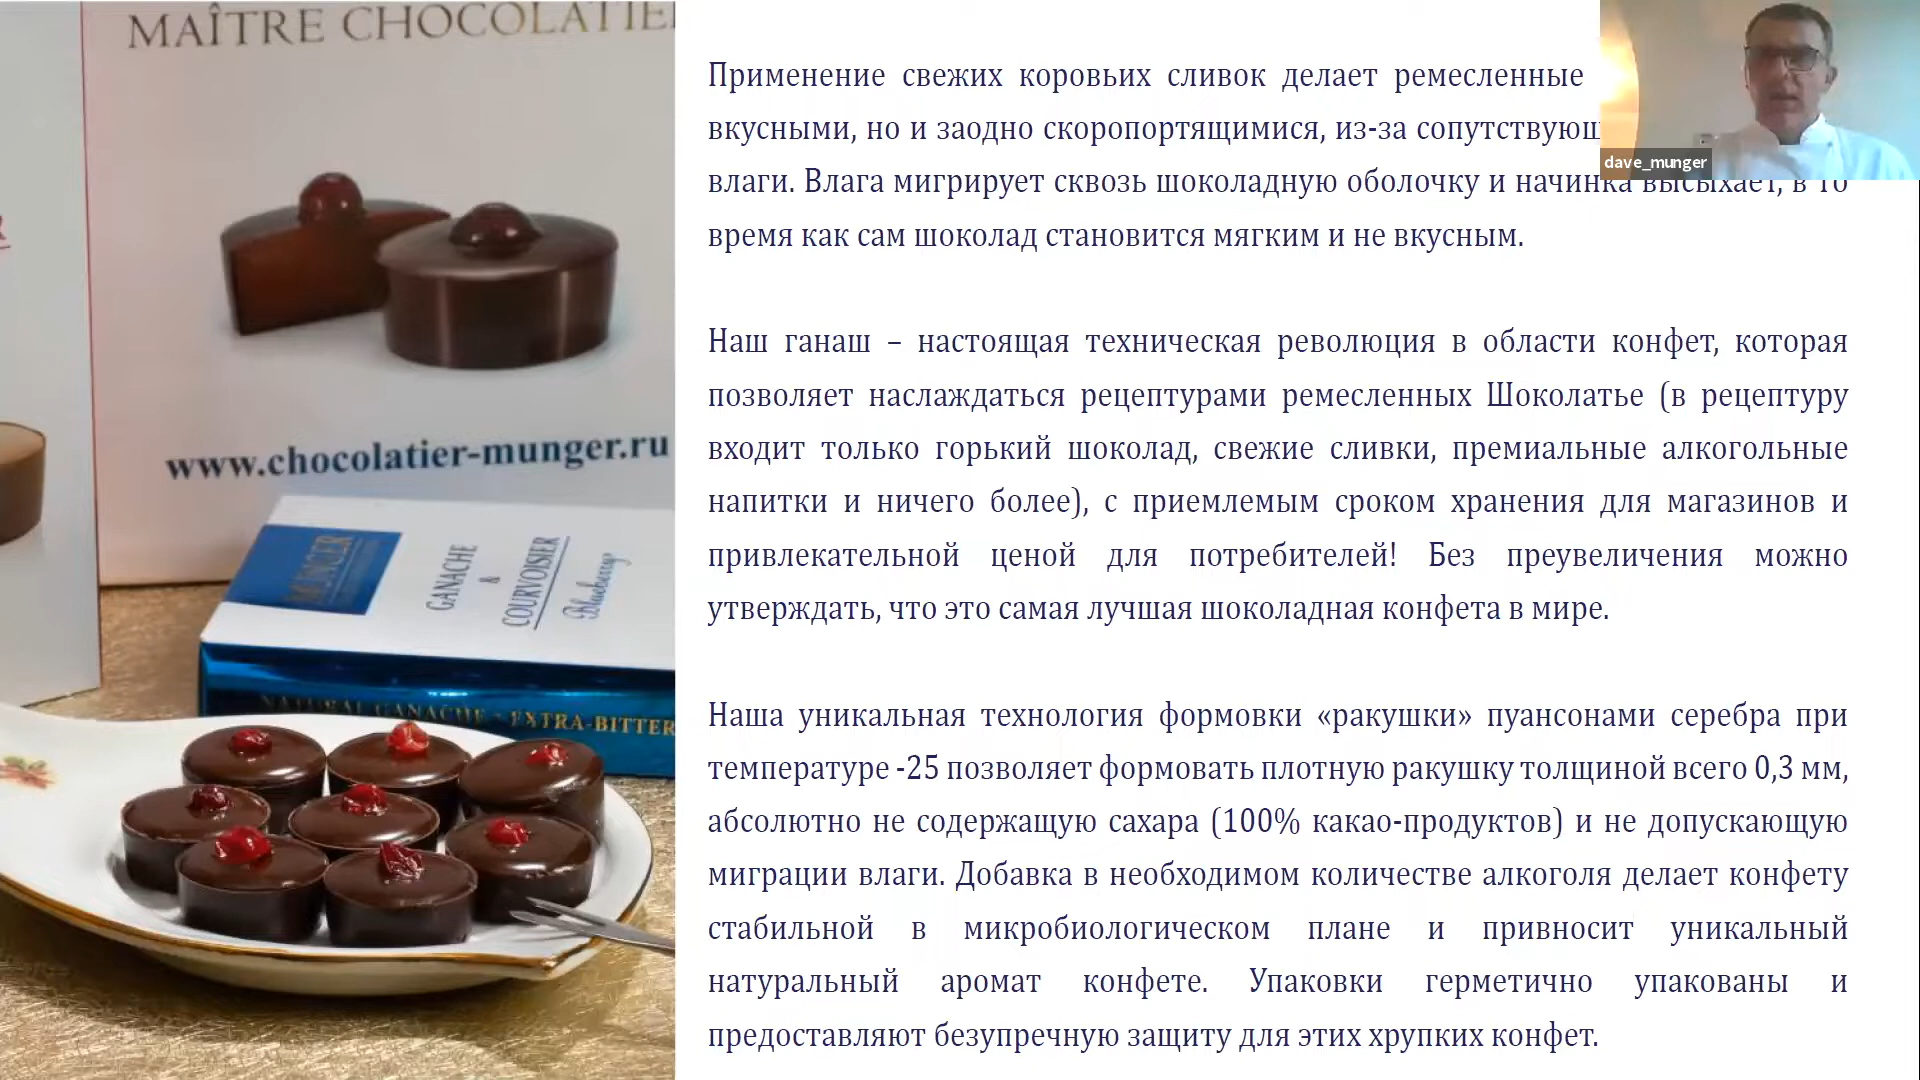 MAÎTRE CHOCOLATIE
www.chocolatier-munger.ru
MUNGER
GANACHE
&
COURVOISIER
Blueberry
NATURAL GANACHE - EXTRA-BITTER
Применение свежих коровьих сливок делает ремесленные
вкусными, но и заодно скоропортящимися, из-за
влаги. Влага мигрирует сквозь шоколадную оболочку и начинка высыхает, в то
время как сам шоколад становится мягким и не вкусным.
Наш ганаш – настоящая техническая революция в области конфет, которая
позволяет наслаждаться рецептурами ремесленных Шоколатье (в рецептуру
входит только горький шоколад, свежие сливки, премиальные алкогольные
напитки и ничего более), с приемлемым сроком хранения для магазинов и
привлекательной ценой для потребителей! Без преувеличения можно
утверждать, что это самая лучшая шоколадная конфета в мире.
Наша уникальная технология формовки «ракушки» пуансонами серебра при
температуре -25 позволяет формовать плотную ракушку толщиной всего 0,3 мм,
абсолютно не содержащую сахара (100% какао-продуктов) и не допускающую
миграции влаги. Добавка в необходимом количестве алкоголя делает конфету
стабильной в микробиологическом плане и привносит уникальный
натуральный аромат конфете. Упаковки герметично упакованы и
предоставляют безупречную защиту для этих хрупких конфет.
dave_munger